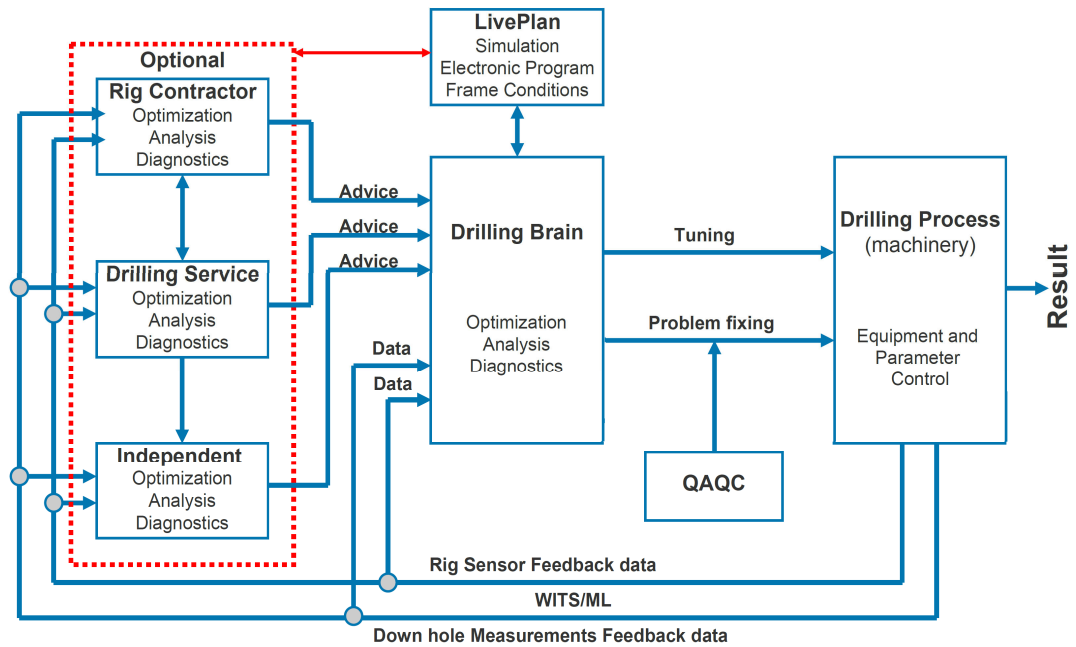 LivePlan
Simulation
Electronic Program
Frame Conditions
Optional
Rig Contractor
Optimization
Analysis
Diagnostics
Drilling Service
Optimization
Analysis
Diagnostics
Independent
Optimization
Analysis
Diagnostics
Advice
Advice
Advice
Data
Data
Drilling Brain
Optimization
Analysis
Diagnostics
Tuning
Problem fixing
QAQC
Drilling Process
(machinery)
Equipment and
Parameter
Control
Result
Rig Sensor Feedback data
WITS/ML
Down hole Measurements Feedback data